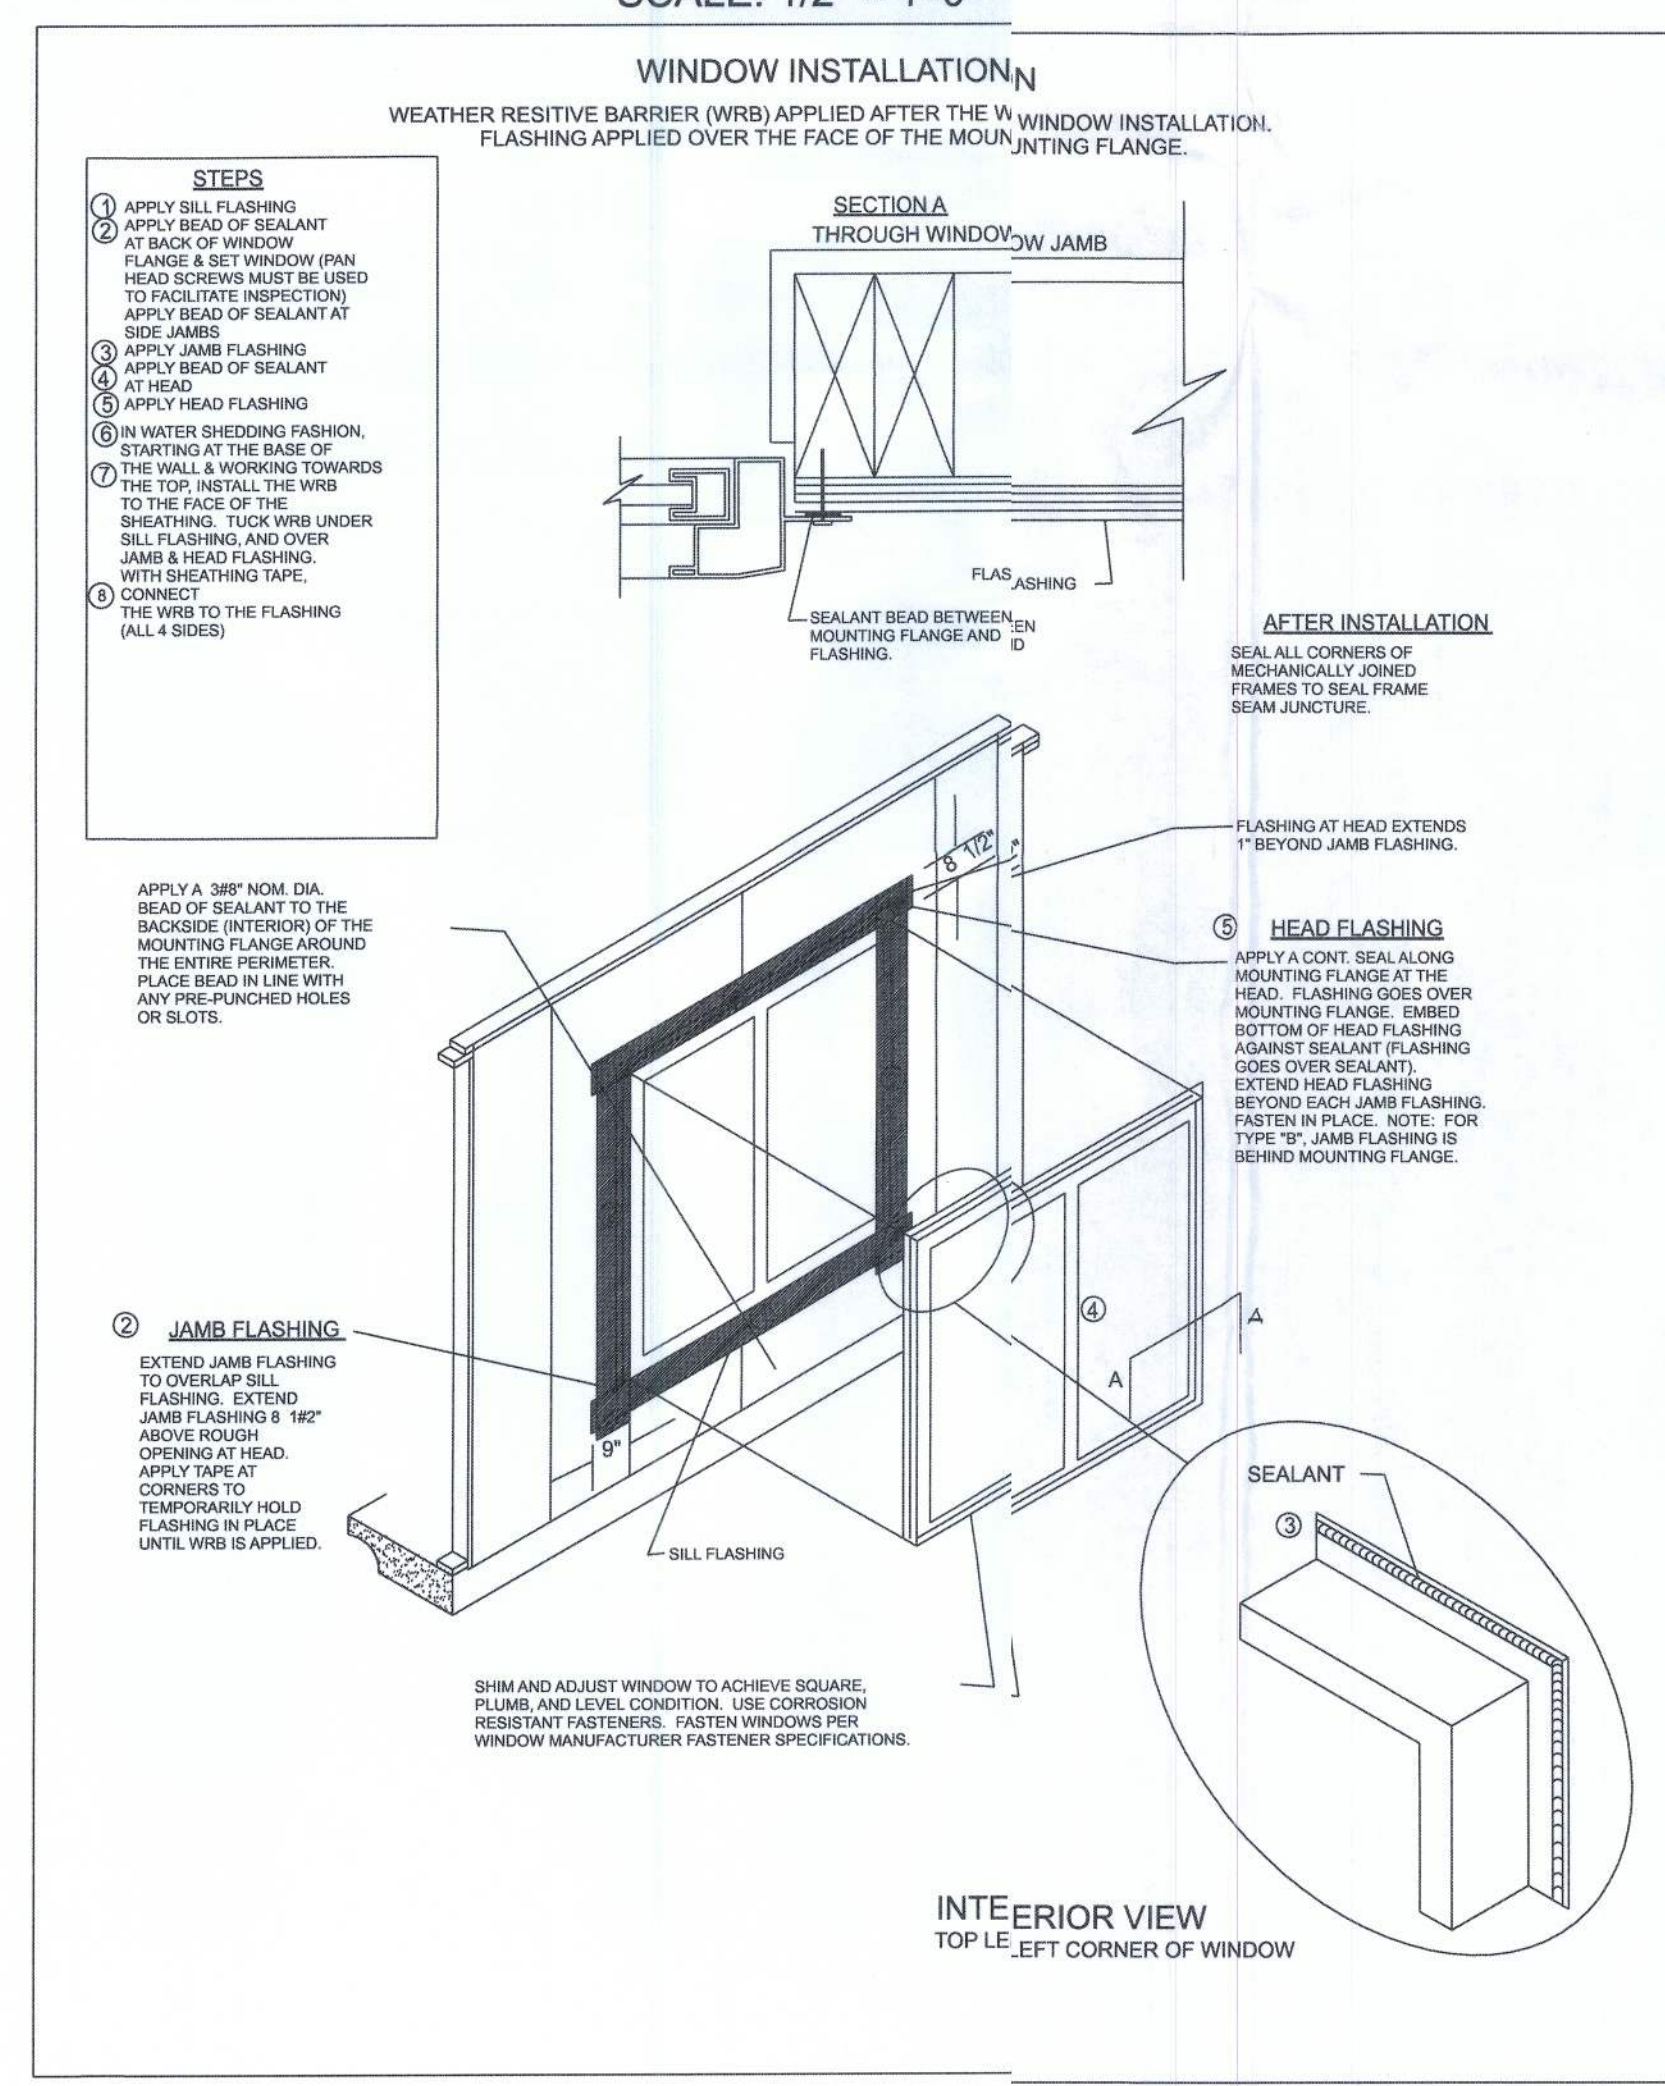 WINDOW INSTALLATION
WEATHER RESITIVE BARRIER (WRB) APPLIED AFTER THE WINDOW INSTALLATION.
FLASHING APPLIED OVER THE FACE OF THE MOUNTING FLANGE.
STEPS
1 APPLY SILL FLASHING
2 APPLY BEAD OF SEALANT
AT BACK OF WINDOW
FLANGE & SET WINDOW (PAN
HEAD SCREWS MUST BE USED
TO FACILITATE INSPECTION)
APPLY BEAD OF SEALANT AT
SIDE JAMBS
3 APPLY JAMB FLASHING
4 APPLY BEAD OF SEALANT
AT HEAD
5 APPLY HEAD FLASHING
6 IN WATER SHEDDING FASHION,
STARTING AT THE BASE OF
7 THE WALL & WORKING TOWARDS
THE TOP, INSTALL THE WRB
TO THE FACE OF THE
SHEATHING. TUCK WRB UNDER
SILL FLASHING, AND OVER
JAMB & HEAD FLASHING.
WITH SHEATHING TAPE,
8 CONNECT
THE WRB TO THE FLASHING
(ALL 4 SIDES)
SECTION A
THROUGH WINDOW JAMB
FLASHING
SEALANT BEAD BETWEEN
MOUNTING FLANGE AND
FLASHING.
AFTER INSTALLATION
SEAL ALL CORNERS OF
MECHANICALLY JOINED
FRAMES TO SEAL FRAME
SEAM JUNCTURE.
FLASHING AT HEAD EXTENDS
1" BEYOND JAMB FLASHING.
8 1/2"
APPLY A 3#8" NOM. DIA.
BEAD OF SEALANT TO THE
BACKSIDE (INTERIOR) OF THE
MOUNTING FLANGE AROUND
THE ENTIRE PERIMETER.
PLACE BEAD IN LINE WITH
ANY PRE-PUNCHED HOLES
OR SLOTS.
5 HEAD FLASHING
APPLY A CONT. SEAL ALONG
MOUNTING FLANGE AT THE
HEAD. FLASHING GOES OVER
MOUNTING FLANGE. EMBED
BOTTOM OF HEAD FLASHING
AGAINST SEALANT (FLASHING
GOES OVER SEALANT).
EXTEND HEAD FLASHING
BEYOND EACH JAMB FLASHING.
FASTEN IN PLACE. NOTE: FOR
TYPE "B", JAMB FLASHING IS
BEHIND MOUNTING FLANGE.
2 JAMB FLASHING
EXTEND JAMB FLASHING
TO OVERLAP SILL
FLASHING. EXTEND
JAMB FLASHING 8 1#2"
ABOVE ROUGH
OPENING AT HEAD.
APPLY TAPE AT
CORNERS TO
TEMPORARILY HOLD
FLASHING IN PLACE
UNTIL WRB IS APPLIED.
4
A
A
9"
SILL FLASHING
SEALANT
3
SHIM AND ADJUST WINDOW TO ACHIEVE SQUARE,
PLUMB, AND LEVEL CONDITION. USE CORROSION
RESISTANT FASTENERS. FASTEN WINDOWS PER
WINDOW MANUFACTURER FASTENER SPECIFICATIONS.
INTERIOR VIEW
TOP LEFT CORNER OF WINDOW